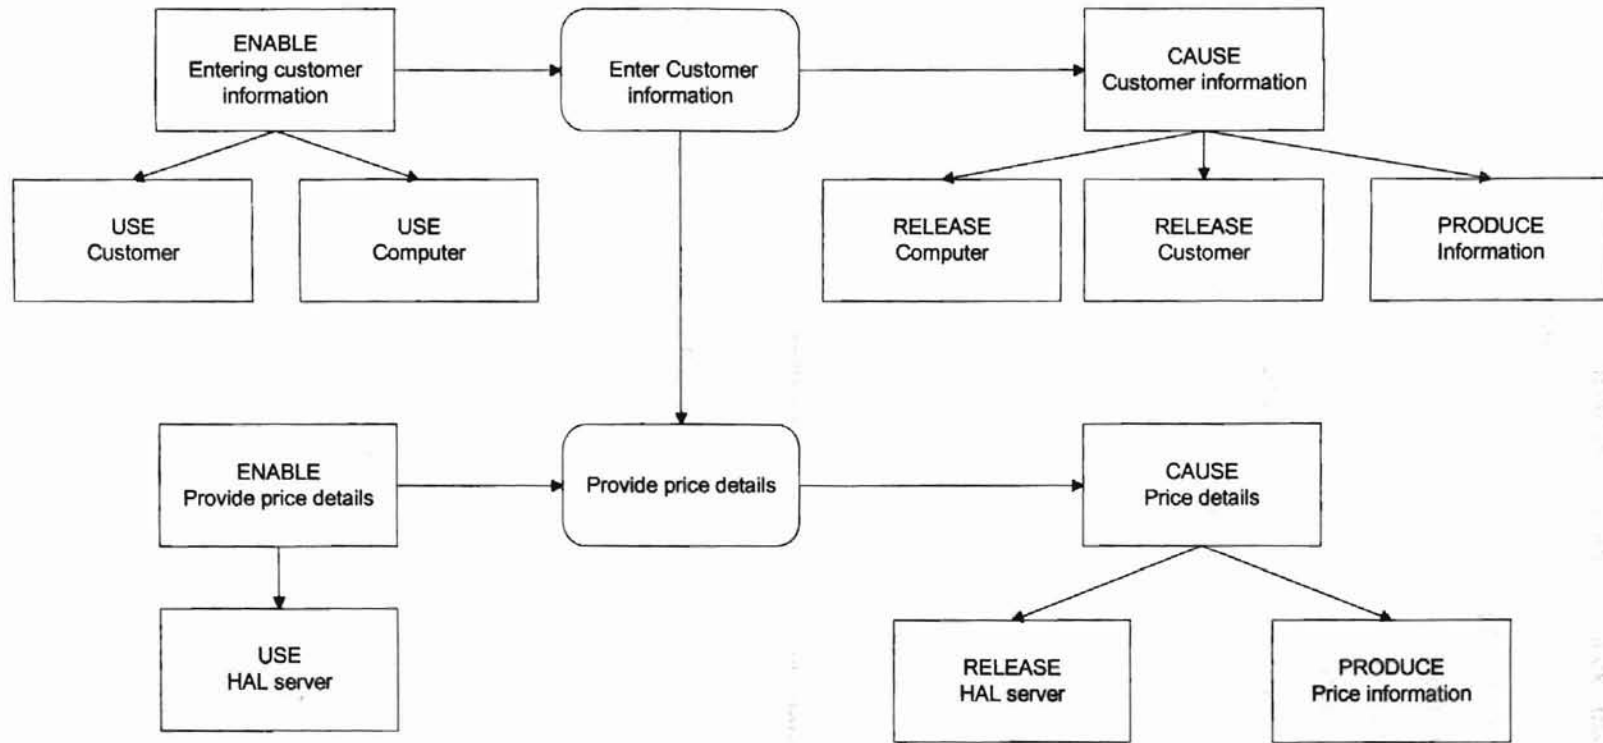 ENABLE
Entering customer
information
Enter Customer
information
CAUSE
Customer information
USE
Customer
USE
Computer
RELEASE
Computer
RELEASE
Customer
PRODUCE
Information
ENABLE
Provide price details
Provide price details
CAUSE
Price details
USE
HAL server
RELEASE
HAL server
PRODUCE
Price information